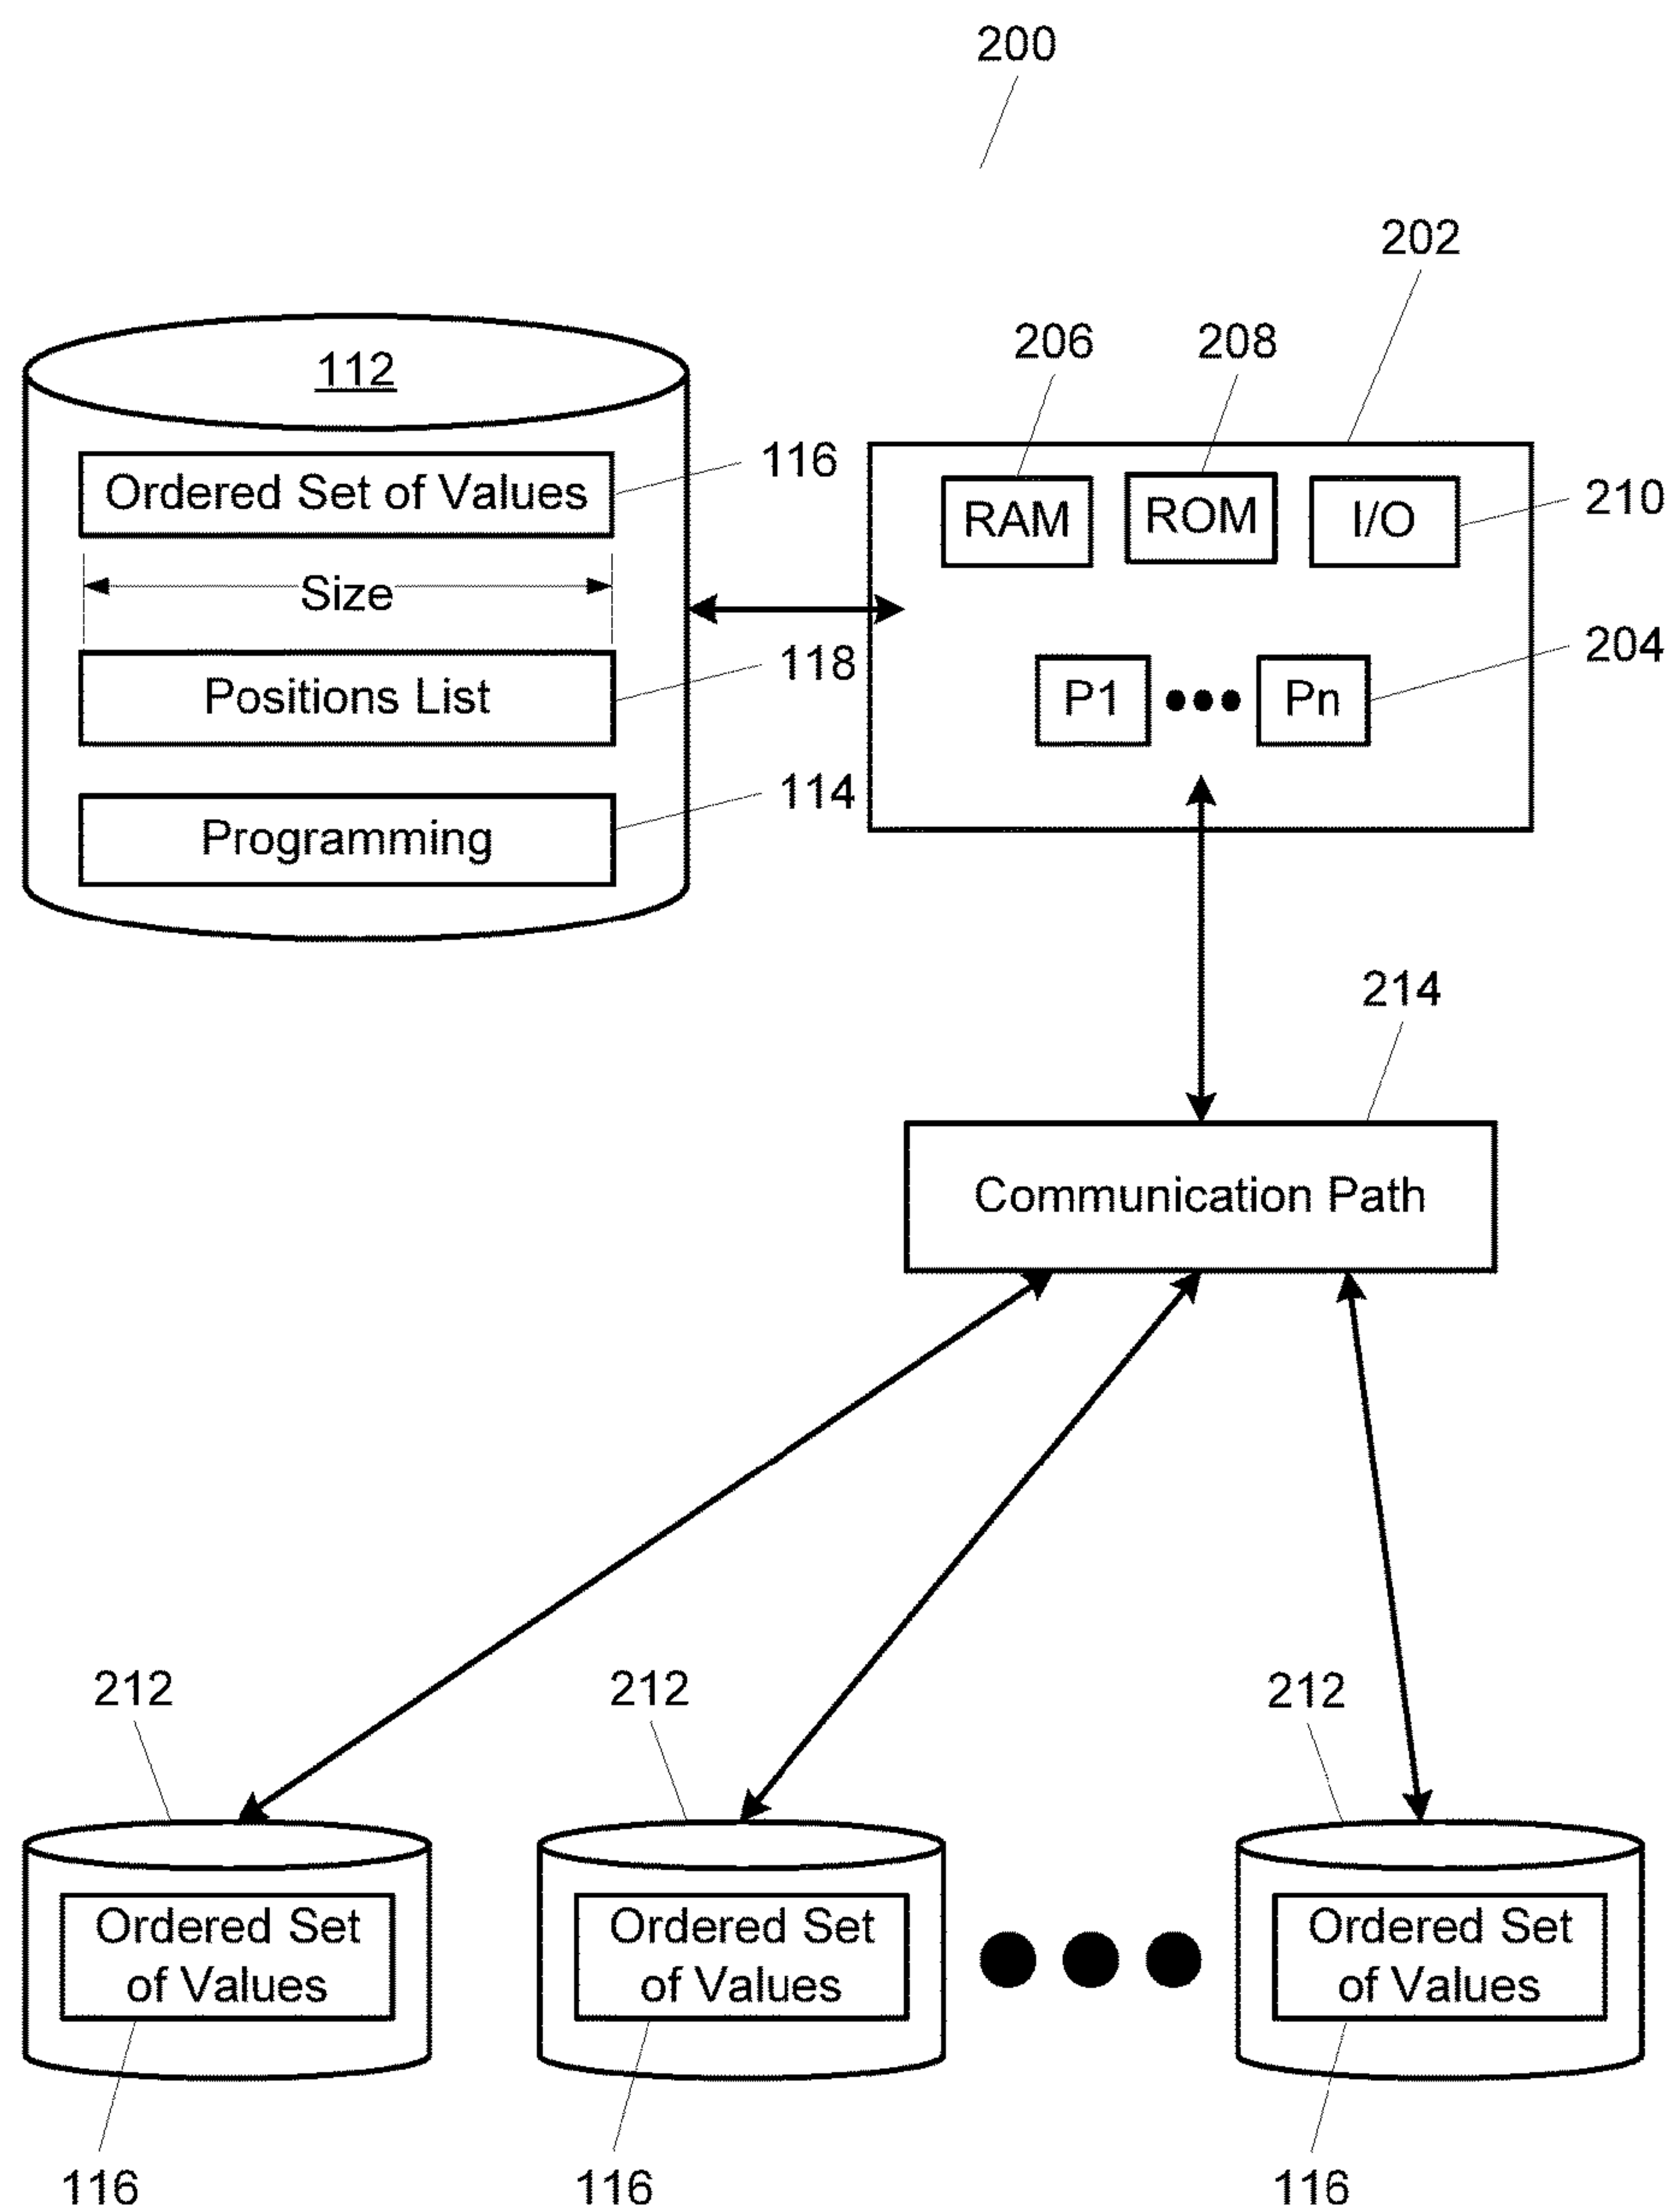 200
202
206
208
112
116
Ordered Set of Values
RAM
ROM
I/O
210
Size
118
204
Positions List
P1
Pn
114
Programming
214
Communication Path
212
212
212
Ordered Set
of Values
Ordered Set
of Values
Ordered Set
of Values
116
116
116